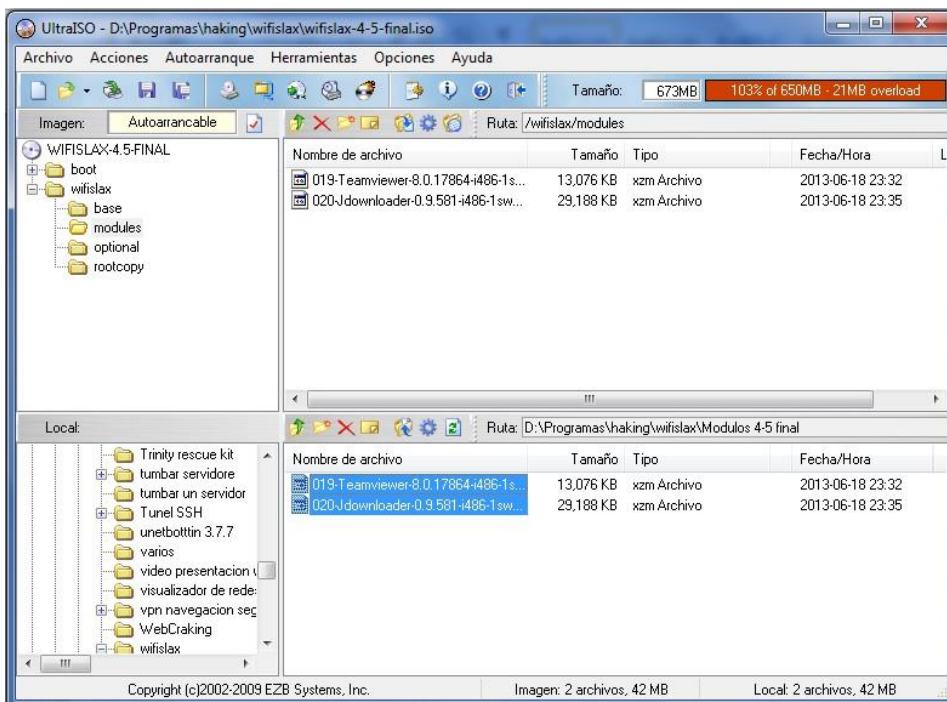 UltraISO - D:\Programas\haking\wifislax\wifislax-4-5-final.iso
Archivo Acciones Autoarranque Herramientas Opciones Ayuda
Tamaño: 673MB 103% of 650MB - 21MB overload
Imagen: Autoarrancable Ruta: /wifislax/modules
WIFISLAX-4.5-FINAL
boot
wifislax
base
modules
optional
rootcopy
Nombre de archivo Tamaño Tipo Fecha/Hora L
019-Teamviewer-8.0.17864-i486-1s... 13,076 KB xzm Archivo 2013-06-18 23:32
020-Jdownloader-0.9.581-i486-1sw... 29,188 KB xzm Archivo 2013-06-18 23:35
Local: Ruta: D:\Programas\haking\wifislax\Modulos 4-5 final
Trinity rescue kit
tumbar servidore
tumbar un servidor
Tunel SSH
unetbotttin 3.7.7
varios
video presentacion
visualizador de rede
vpn navegacion seg
WebCraking
wifislax
Nombre de archivo Tamaño Tipo Fecha/Hora
019-Teamviewer-8.0.17864-i486-1s... 13,076 KB xzm Archivo 2013-06-18 23:32
020-Jdownloader-0.9.581-i486-1sw... 29,188 KB xzm Archivo 2013-06-18 23:35
Copyright (c)2002-2009 EZB Systems, Inc. Imagen: 2 archivos, 42 MB Local: 2 archivos, 42 MB